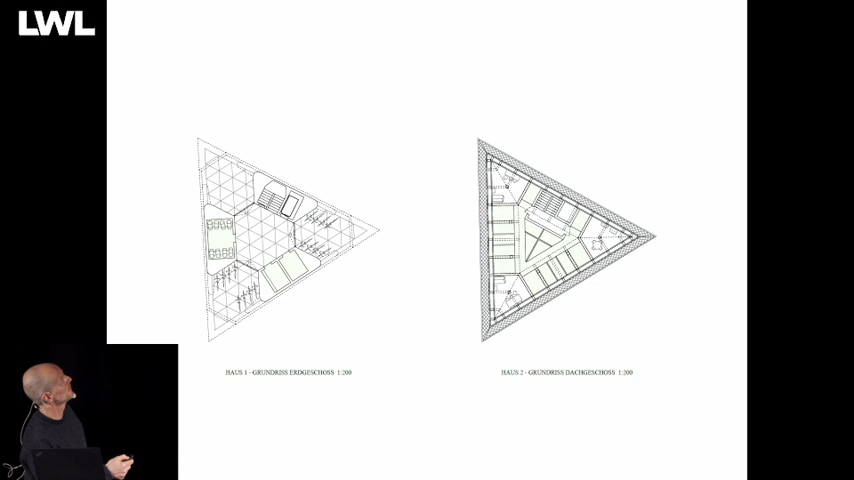 LWL
HAUS 1 - GRUNDRISS ERDGESCHOSS 1:200
HAUS 2 - GRUNDRISS DACHGESCHOSS 1:200